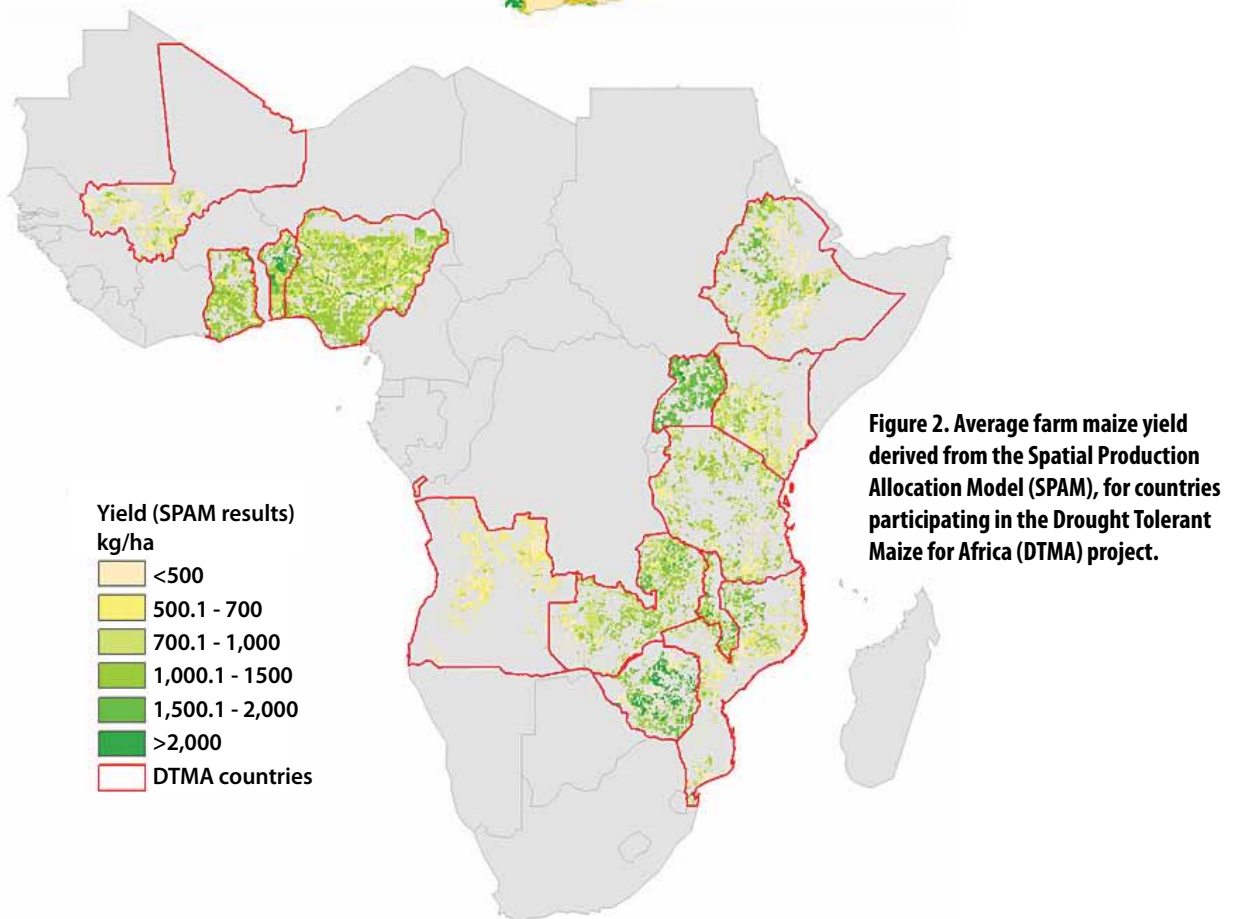 Yield (SPAM results)
kg/ha
<500
500.1 - 700
700.1 - 1,000
1,000.1 - 1500
1,500.1 - 2,000
>2,000
DTMA countries
Figure 2. Average farm maize yield
derived from the Spatial Production
Allocation Model (SPAM), for countries
participating in the Drought Tolerant
Maize for Africa (DTMA) project.